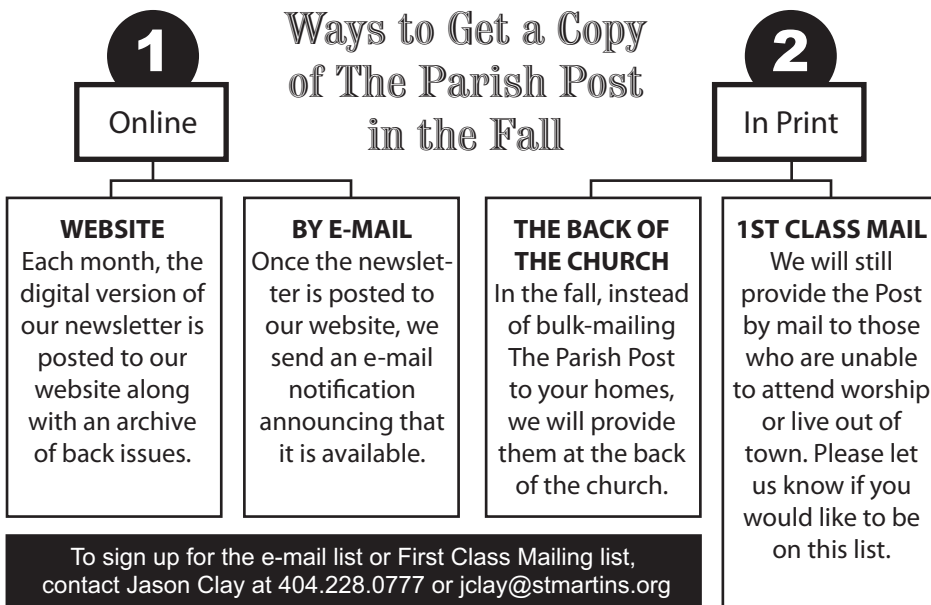 Ways to Get a Copy
of The Parish Post
in the Fall
1
Online
WEBSITE
Each month, the
digital version of
our newsletter is
posted to our
website along
with an archive
of back issues.
BY E-MAIL
Once the newslet-
ter is posted to
our website, we
send an e-mail
notification
announcing that
it is available.
2
In Print
THE BACK OF
THE CHURCH
In the fall, instead
of bulk-mailing
The Parish Post
to your homes,
we will provide
them at the back
of the church.
1ST CLASS MAIL
We will still
provide the Post
by mail to those
who are unable
to attend worship
or live out of
town. Please let
us know if you
would like to be
on this list.
To sign up for the e-mail list or First Class Mailing list,
contact Jason Clay at 404.228.0777 or jclay@stmartins.org